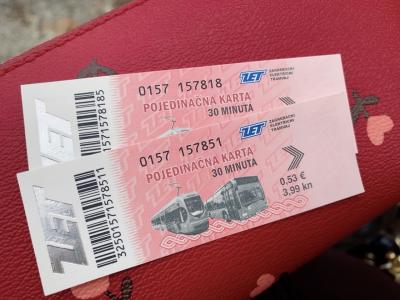 0157 157818
ZET
ZAGREBAČKI
ELEKTRIČNI
TRAMVAJ
POJEDINAČNA KARTA
30 MINUTA
1571578185
ZET
0157 157851
ZET
ZAGREBAČKI
ELEKTRIČNI
TRAMVAJ
POJEDINAČNA KARTA
30 MINUTA
0.53 €
3,99 kn
32501571578511
ZET